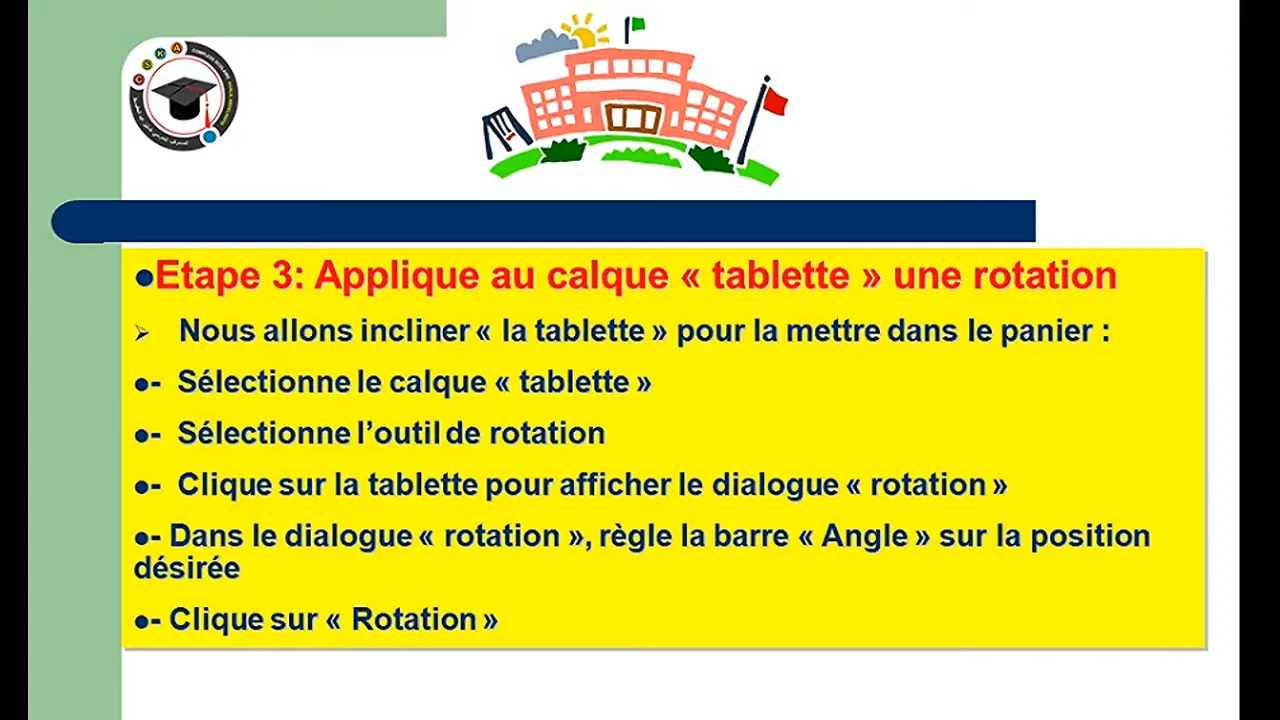 C S K A
●Etape 3: Applique au calque « tablette » une rotation
➢ Nous allons incliner « la tablette » pour la mettre dans le panier :
●- Sélectionne le calque « tablette »
●- Sélectionne l’outil de rotation
●- Clique sur la tablette pour afficher le dialogue « rotation »
●- Dans le dialogue « rotation », règle la barre « Angle » sur la position
désirée
●- Clique sur « Rotation »